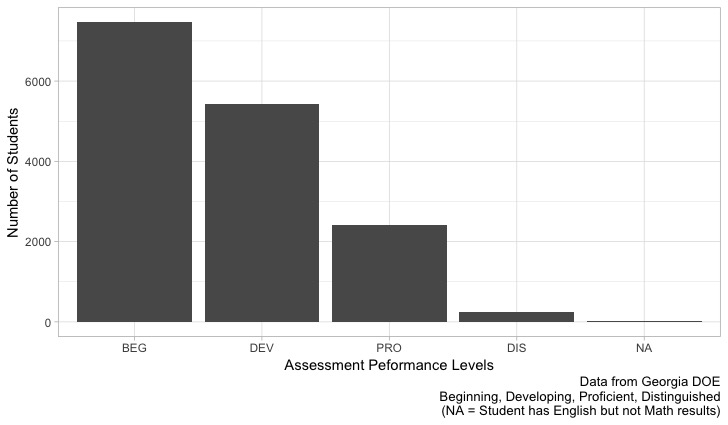 Number of Students
6000
4000
2000
0
BEG DEV PRO DIS NA
Assessment Peformance Levels
Data from Georgia DOE
Beginning, Developing, Proficient, Distinguished
(NA = Student has English but not Math results)